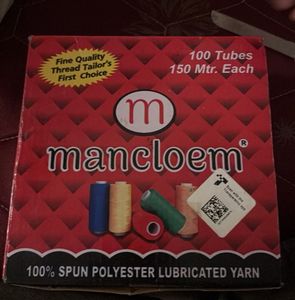 Fine Quality
Thread Tailor's
First Choice
100 Tubes
150 Mtr. Each
m
mancloem®
100% SPUN POLYESTER LUBRICATED YARN